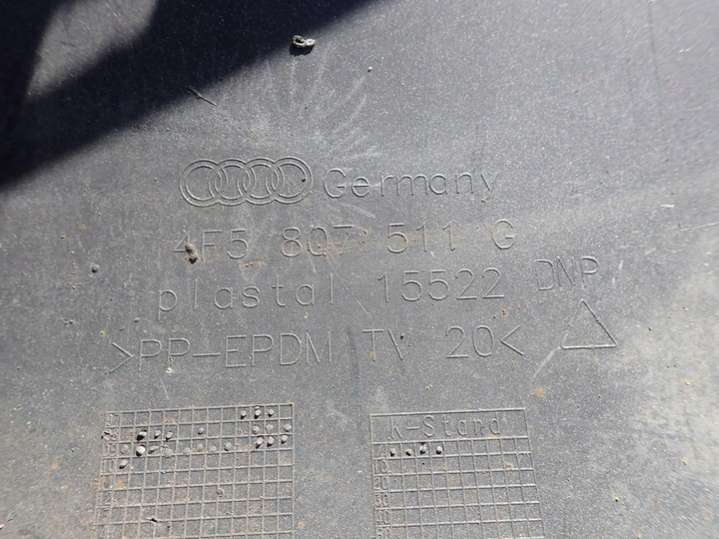 Germany
4F5 807 511 G
plastal 15522 DNP
>PP-EPDM TV 20<
K-Stand